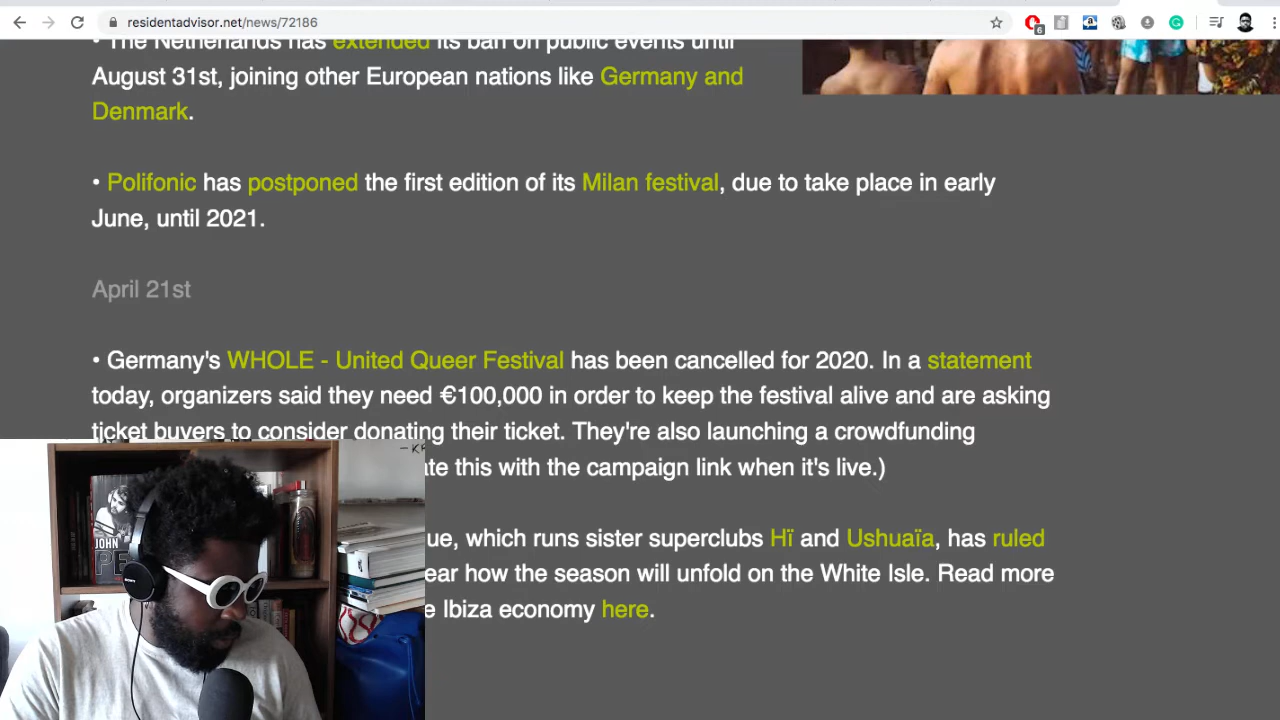 residentadvisor.net/news/72186
6
• The Netherlands has extended its ban on public events until
August 31st, joining other European nations like Germany and
Denmark.
• Polifonic has postponed the first edition of its Milan festival, due to take place in early
June, until 2021.
April 21st
• Germany's WHOLE - United Queer Festival has been cancelled for 2020. In a statement
today, organizers said they need €100,000 in order to keep the festival alive and are asking
ticket buyers to consider donating their ticket. They're also launching a crowdfunding
ate this with the campaign link when it's live.)
ue, which runs sister superclubs Hï and Ushuaïa, has ruled
ear how the season will unfold on the White Isle. Read more
e Ibiza economy here.
JOHN
SONY